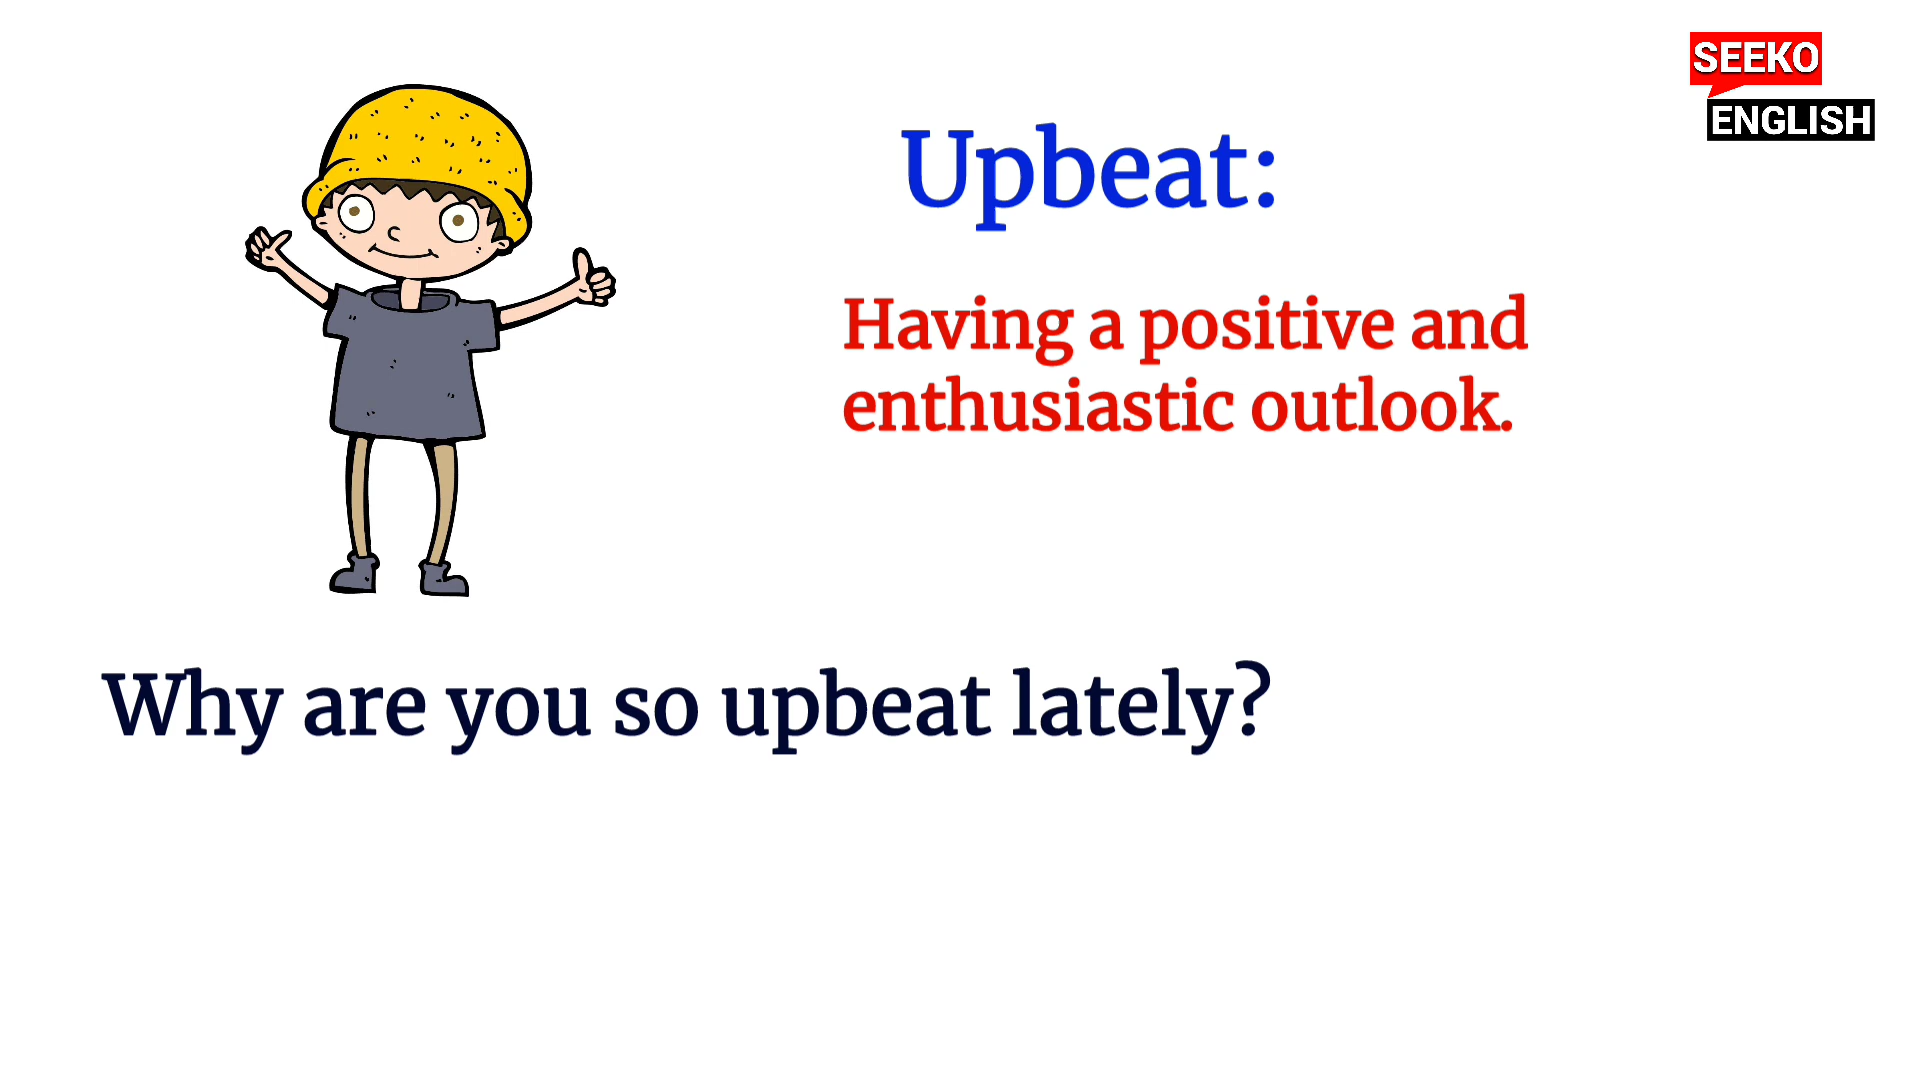 SEEKO
ENGLISH
Upbeat:
Having a positive and
enthusiastic outlook.
Why are you so upbeat lately?